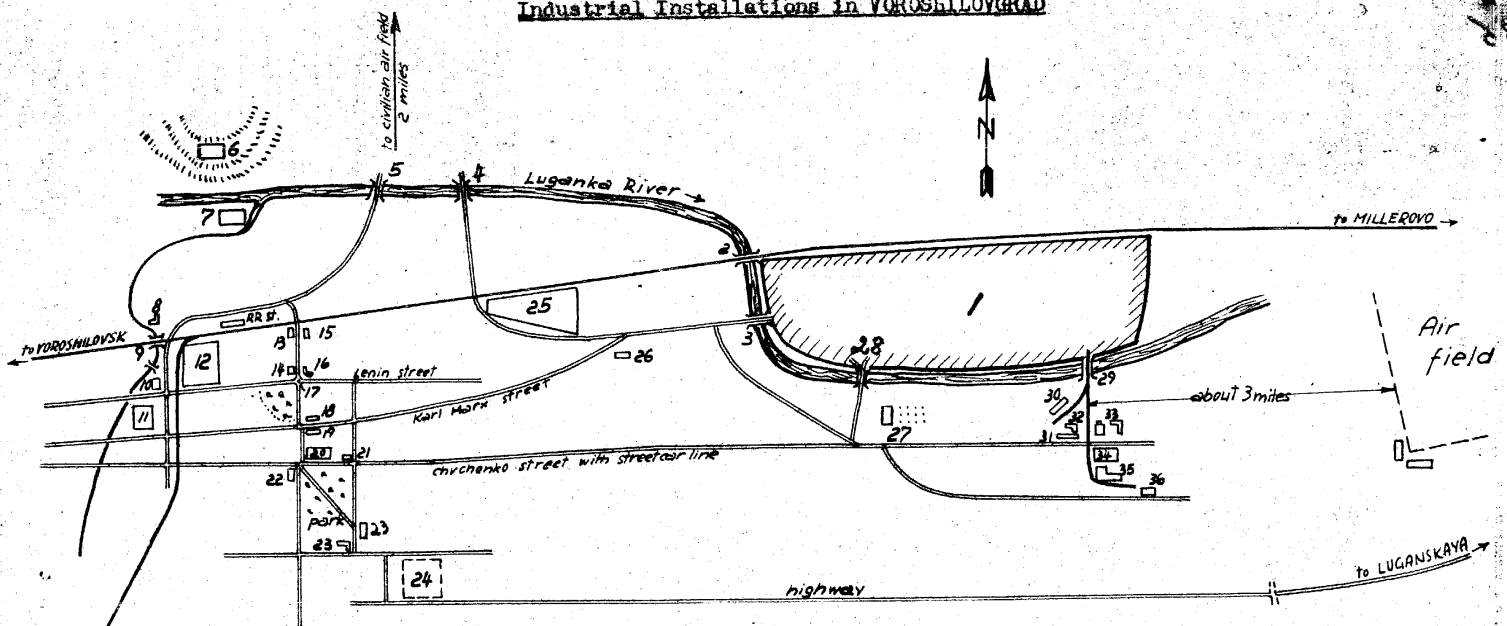 Industrial Installations in VOROSHILOVGRAD
to civilian air field
2 miles
N
6
5
4
Luganka River
7
to MILLEROVO
2
8
RR st.
25
1
Air
field
to VOROSHILOVSK
9
13
15
3
28
12
26
10
14
16
Lenin street
29
17
30
about 3 miles
11
18
Karl Marx street
32
33
19
27
31
20
21
chvchenko street with streetcar line
34
22
35
36
park
23
23
24
highway
to LUGANSKAYA